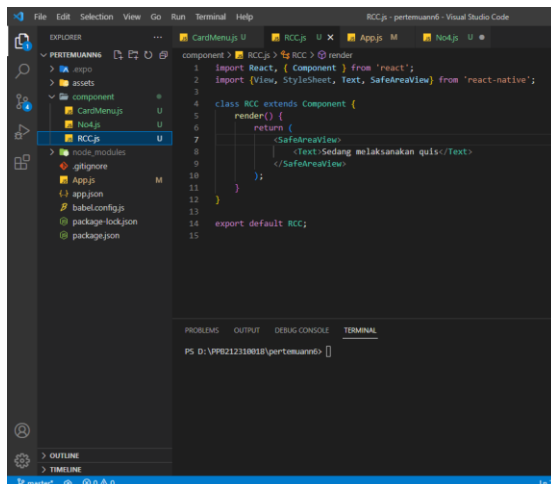 File Edit Selection View Go Run Terminal Help RCC.js - pertemuann6 - Visual Studio Code
EXPLORER ...
CardMenu.js U RCC.js U X App.js M No4.js U
PERTEMUANN6
.expo
assets
component
CardMenu.js U
No4.js U
RCC.js U
node_modules
.gitignore
App.js M
{.} app.json
babel.config.js
package-lock.json
package.json
OUTLINE
TIMELINE
component > RCC.js > RCC > render
1 import React, { Component } from 'react';
2 import {View, StyleSheet, Text, SafeAreaView} from 'react-native';
3
4 class RCC extends Component {
5 render() {
6 return (
7 <SafeAreaView>
8 <Text>Sedang melaksanakan quis</Text>
9 </SafeAreaView>
10 );
11 }
12 }
13
14 export default RCC;
15
PROBLEMS OUTPUT DEBUG CONSOLE TERMINAL
PS D:\PPB212310018\pertemuann6>
master* 0 0